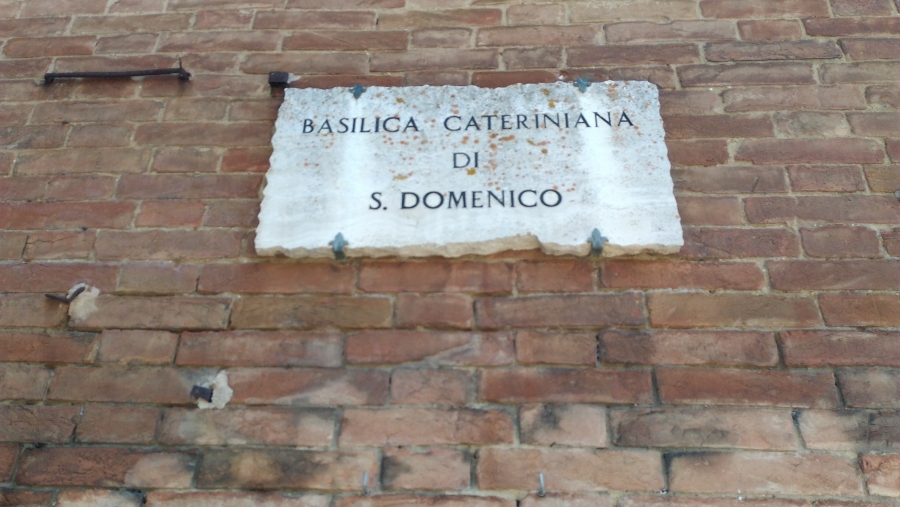 BASILICA CATERINIANA
DI
S. DOMENICO